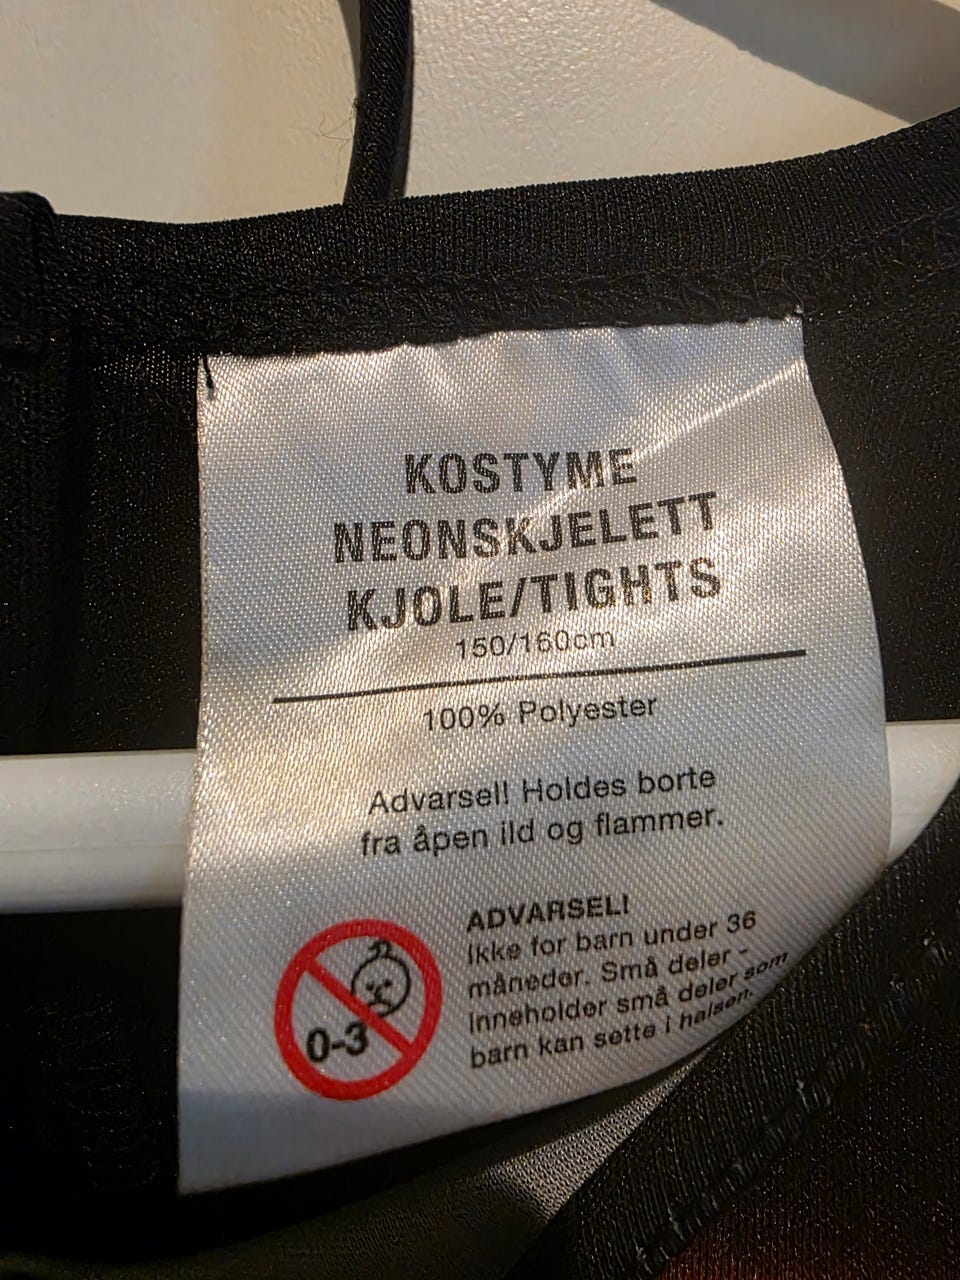 KOSTYME
NEONSKJELETT
KJOLE/TIGHTS
150/160cm
100% Polyester
Advarsel! Holdes borte
fra åpen ild og flammer.
ADVARSEL!
Ikke for barn under 36
måneder. Små deler -
Inneholder små deler som
barn kan sette i halsen.
0-3